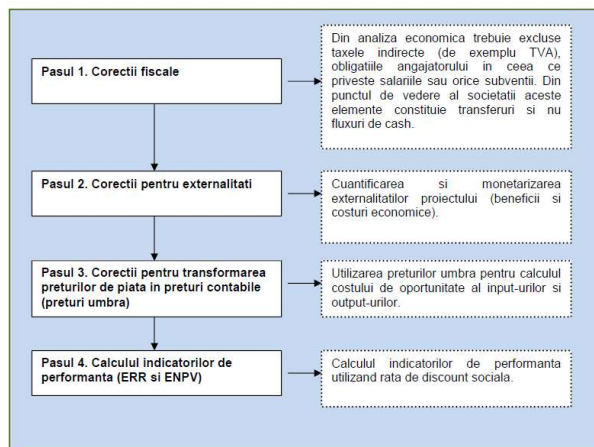 Pasul 1. Corectii fiscale
Din analiza economica trebuie excluse
taxele indirecte (de exemplu TVA),
obligatiile angajatorului in ceea ce
priveste salariile sau orice subventii. Din
punctul de vedere al societatii aceste
elemente constituie transferuri si nu
fluxuri de cash.
Pasul 2. Corectii pentru externalitati
Cuantificarea si monetarizarea
externalitatilor proiectului (beneficii si
costuri economice).
Pasul 3. Corectii pentru transformarea
preturilor de piata in preturi contabile
(preturi umbra)
Utilizarea preturilor umbra pentru calculul
costului de oportunitate al input-urilor si
output-urilor.
Pasul 4. Calculul indicatorilor de
performanta (ERR si ENPV)
Calculul indicatorilor de performanta
utilizand rata de discount sociala.